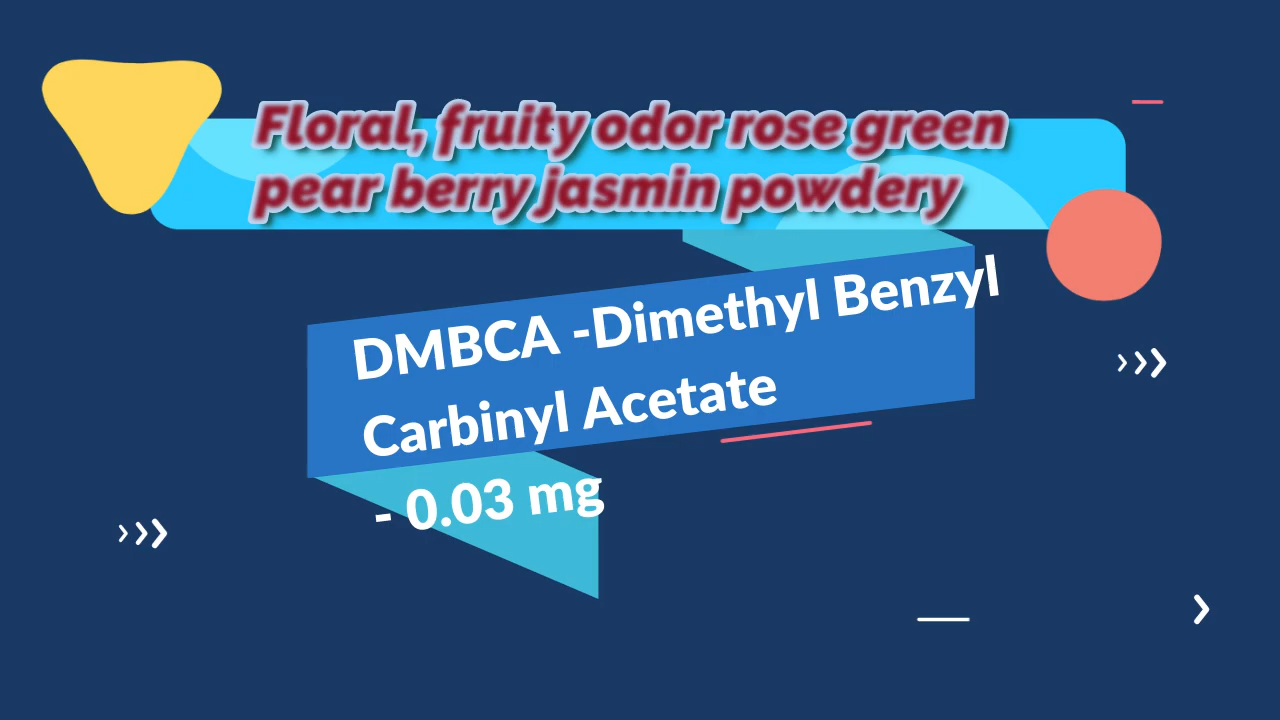 Floral, fruity odor rose green
pear berry jasmin powdery
DMBCA -Dimethyl Benzyl
Carbinyl Acetate
- 0.03 mg